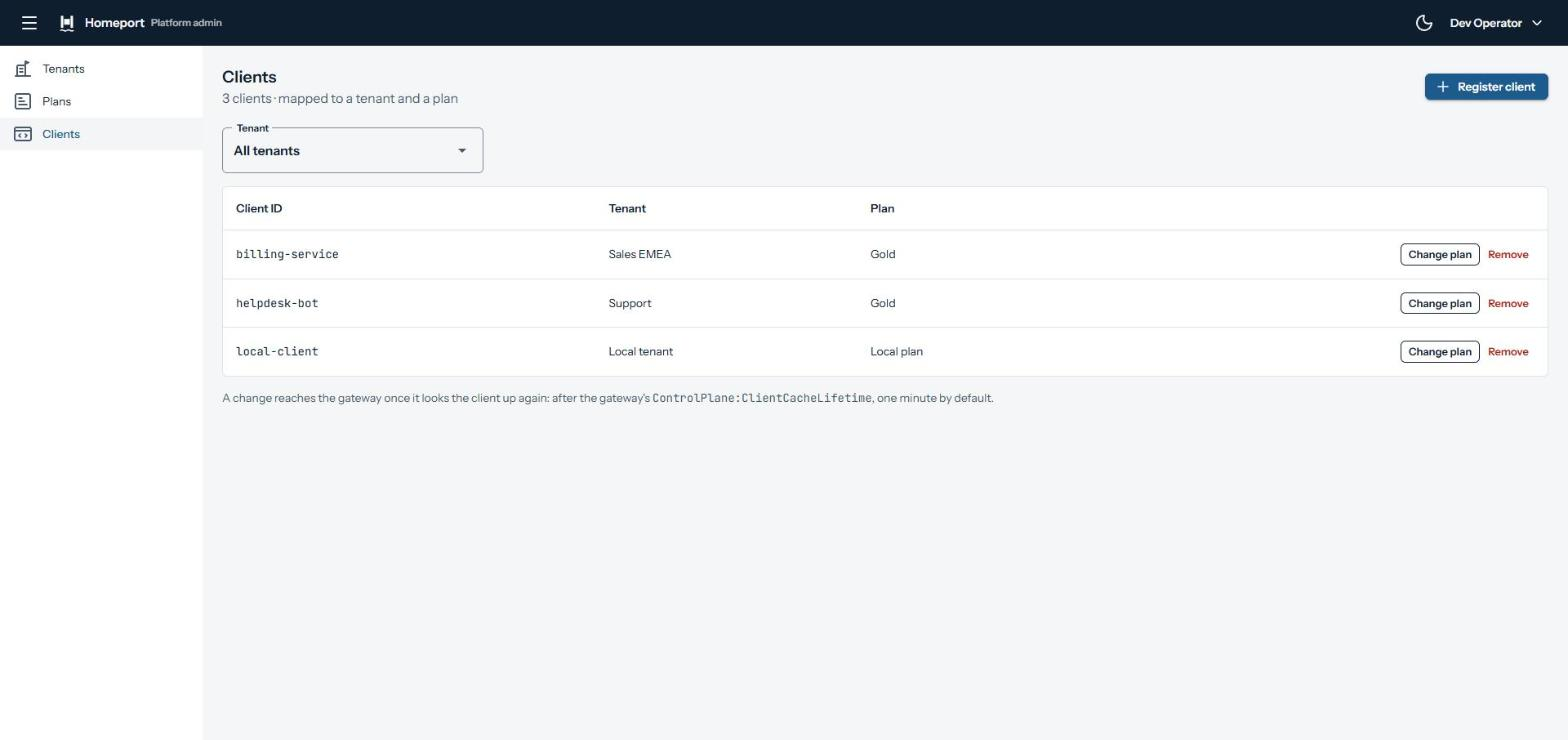 Homeport Platform admin
Dev Operator
Tenants
Plans
Clients
Clients
3 clients · mapped to a tenant and a plan
Register client
Tenant
All tenants
Client ID Tenant Plan
billing-service Sales EMEA Gold Change plan Remove
helpdesk-bot Support Gold Change plan Remove
local-client Local tenant Local plan Change plan Remove
A change reaches the gateway once it looks the client up again: after the gateway's ControlPlane:ClientCacheLifetime, one minute by default.